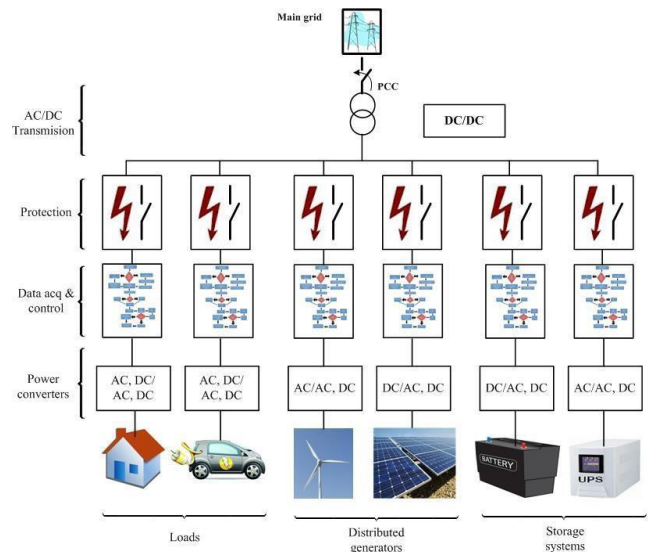 Main grid
PCC
AC/DC
Transmision
DC/DC
Protection
Data acq &
control
Power
converters
AC, DC/
AC, DC
AC, DC/
AC, DC
AC/AC, DC
DC/AC, DC
DC/AC, DC
AC/AC, DC
BATTERY
UPS
Loads
Distributed
generators
Storage
systems